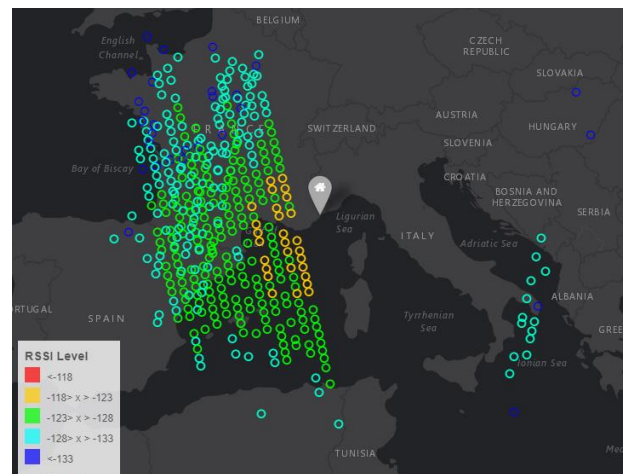 BELGIUM
English
Channel
CZECH
REPUBLIC
SLOVAKIA
AUSTRIA
SWITZERLAND
HUNGARY
SLOVENIA
Bay of Biscay
CROATIA
BOSNIA AND
HERZEGOVINA
SERBIA
Ligurian
Sea
ITALY
Adriatic Sea
ALBANIA
SPAIN
Tyrrhenian
Sea
GREE
Ionian Sea
TUNISIA
Me
RSSI Level
<-118
-118> x > -123
-123> x > -128
-128> x > -133
<-133